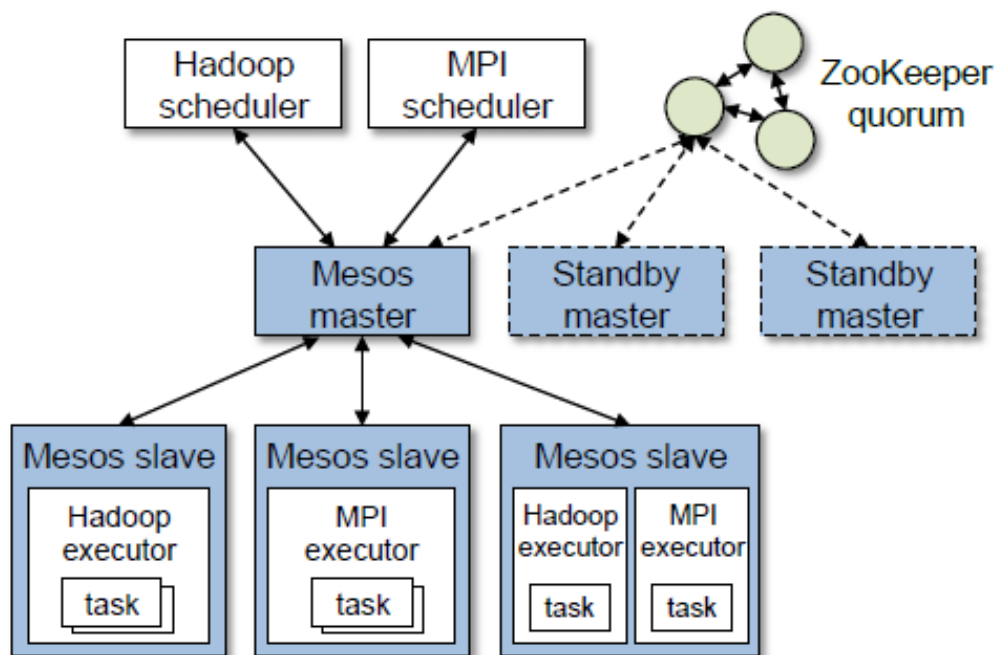 Hadoop
scheduler
MPI
scheduler
ZooKeeper
quorum
Mesos
master
Standby
master
Standby
master
Mesos slave
Hadoop
executor
task
Mesos slave
MPI
executor
task
Mesos slave
Hadoop
executor
task
MPI
executor
task